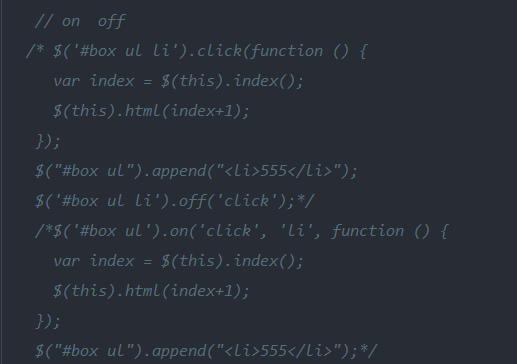 // on  off
/* $('#box ul li').click(function () {
var index = $(this).index();
$(this).html(index+1);
});
$("#box ul").append("<li>555</li>");
$('#box ul li').off('click');*/
/*$('#box ul').on('click', 'li', function () {
var index = $(this).index();
$(this).html(index+1);
});
$("#box ul").append("<li>555</li>");*/